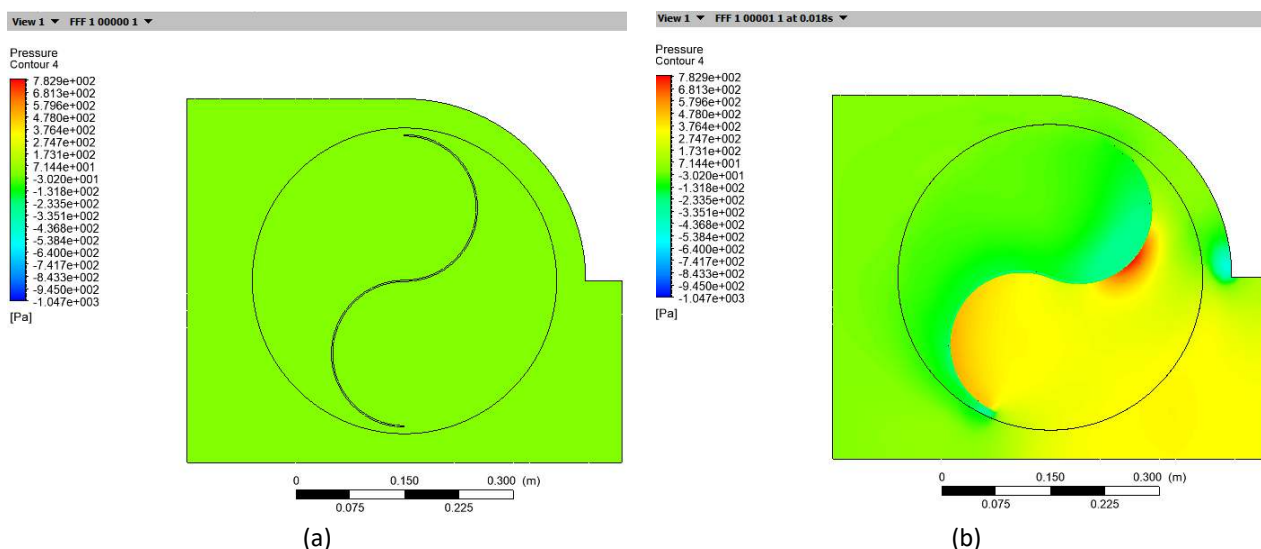 View 1 ▼ FFF 1 00000 1 ▼
Pressure
Contour 4
7.829e+002
6.812e+002
5.796e+002
4.780e+002
3.764e+002
2.747e+002
1.731e+002
7.144e+001
-3.020e+001
-1.318e+002
-2.335e+002
-3.351e+002
-4.368e+002
-5.384e+002
-6.400e+002
-7.417e+002
-8.433e+002
-9.450e+002
-1.047e+003
[Pa]
0 0.150 0.300 (m)
0.075 0.225
(a)
View 1 ▼ FFF 1 00001 1 at 0.018s ▼
Pressure
Contour 4
7.829e+002
6.812e+002
5.796e+002
4.780e+002
3.764e+002
2.747e+002
1.731e+002
7.144e+001
-3.020e+001
-1.318e+002
-2.335e+002
-3.351e+002
-4.368e+002
-5.384e+002
-6.400e+002
-7.417e+002
-8.433e+002
-9.450e+002
-1.047e+003
[Pa]
0 0.150 0.300 (m)
0.075 0.225
(b)